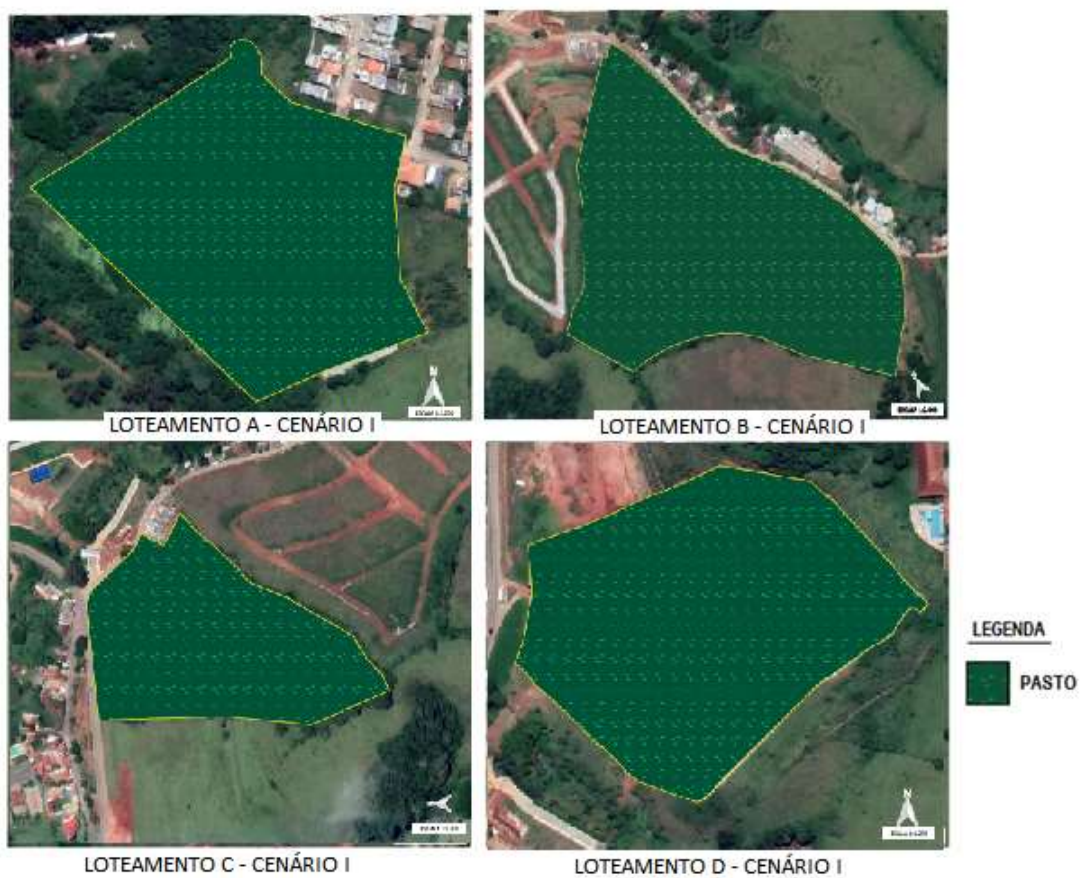 N
LOTEAMENTO A - CENÁRIO I
LOTEAMENTO B - CENÁRIO I
LEGENDA
PASTO
N
LOTEAMENTO C - CENÁRIO I
LOTEAMENTO D - CENÁRIO I